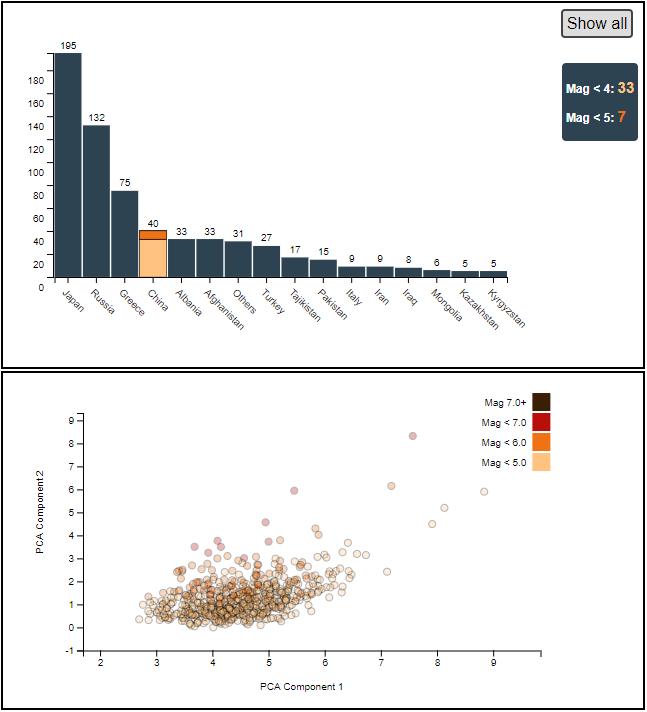 Show all
Mag < 4: 33
Mag < 5: 7
195
132
75
40
33
33
31
27
17
15
9
9
8
6
5
5
180
160
140
120
100
80
60
40
20
0
Japan
Russia
Greece
China
Albania
Afghanistan
Others
Turkey
Tajikistan
Pakistan
Italy
Iran
Iraq
Mongolia
Kazakhstan
Kyrgyzstan
Mag 7.0+
Mag < 7.0
Mag < 6.0
Mag < 5.0
PCA Component2
9
8
7
6
5
4
3
2
1
0
-1
2
3
4
5
6
7
8
9
PCA Component 1